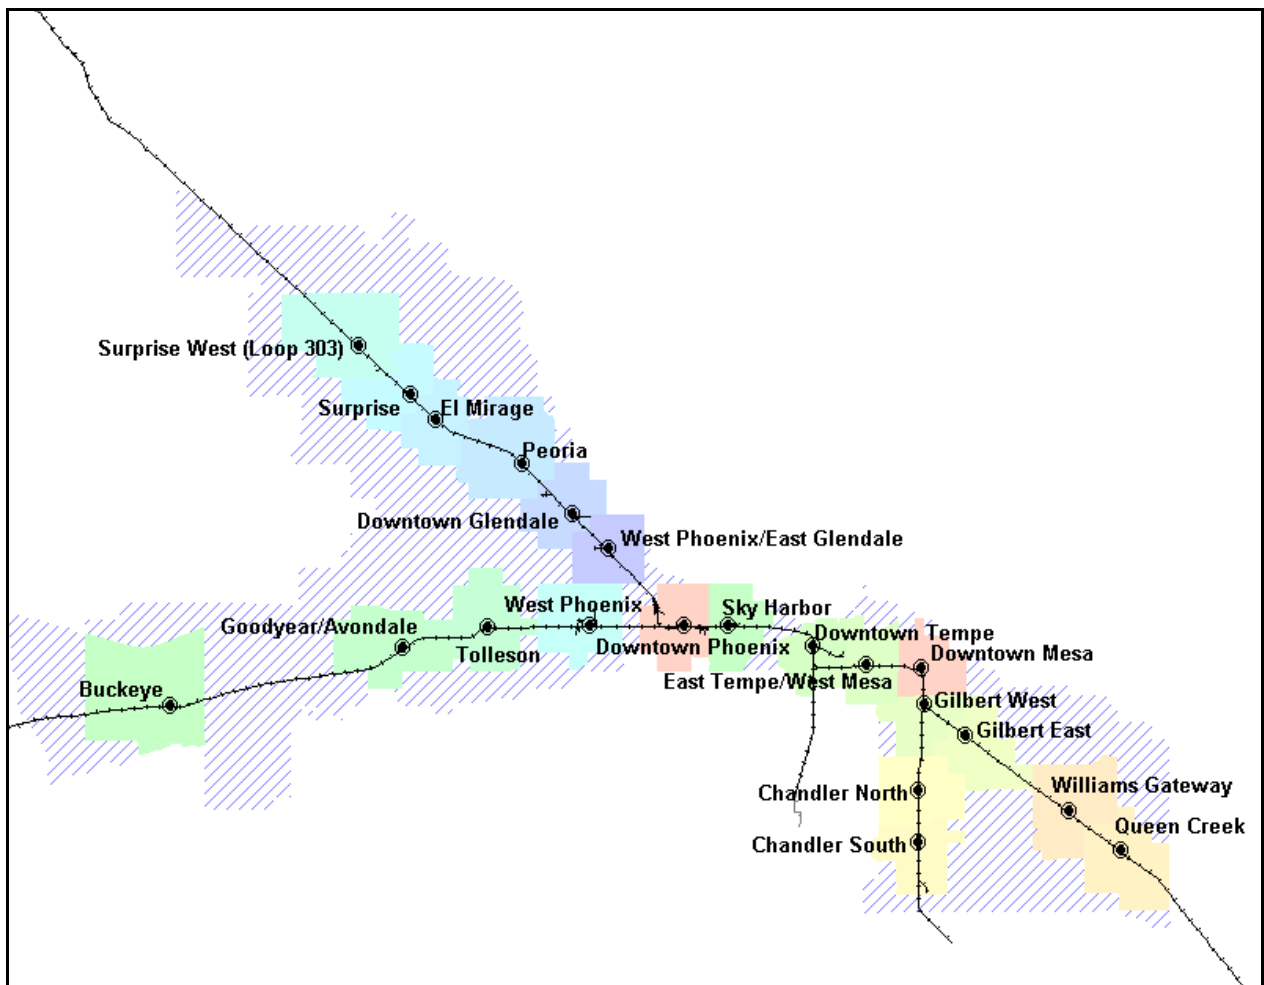 Surprise West (Loop 303)
Surprise
El Mirage
Peoria
Downtown Glendale
West Phoenix/East Glendale
West Phoenix
Sky Harbor
Goodyear/Avondale
Downtown Tempe
Tolleson
Downtown Phoenix
Downtown Mesa
East Tempe/West Mesa
Buckeye
Gilbert West
Gilbert East
Williams Gateway
Chandler North
Queen Creek
Chandler South